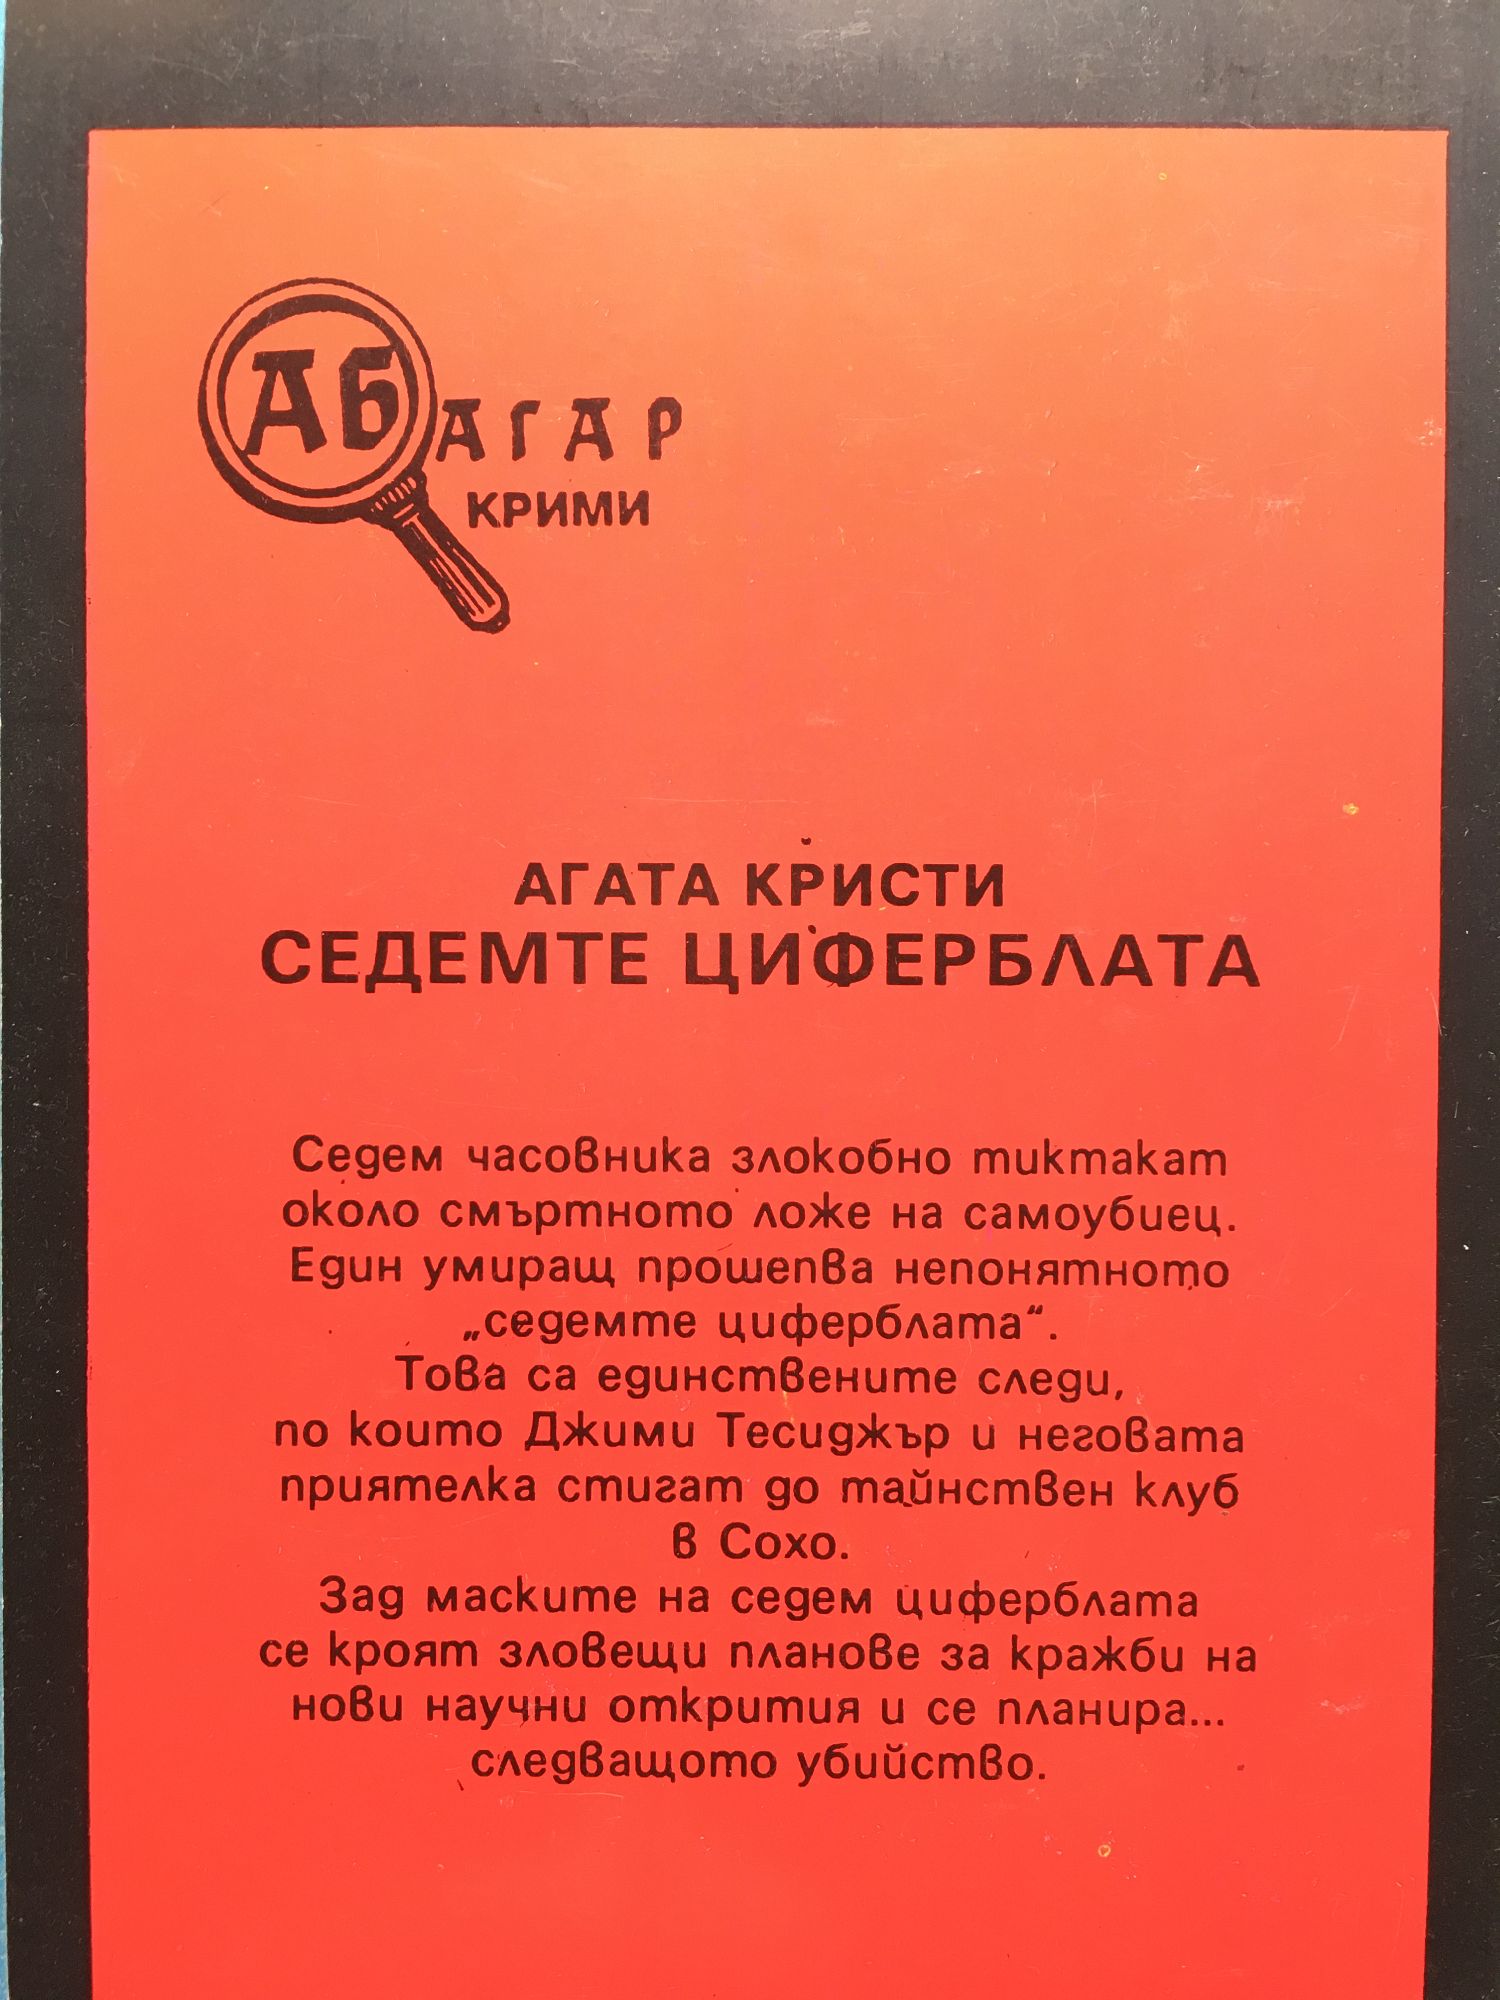 АБАГАР
КРИМИ
АГАТА КРИСТИ
СЕДЕМТЕ ЦИФЕРБЛАТА
Седем часовника злокобно тиктакат
около смъртното ложе на самоубиец.
Един умиращ прошепва непонятното
„седемте циферблата“.
Това са единствените следи,
по които Джими Тесиджър и неговата
приятелка стигат до тайнствен клуб
в Сохо.
Зад маските на седем циферблата
се кроят зловещи планове за кражби на
нови научни открития и се планира...
следващото убийство.